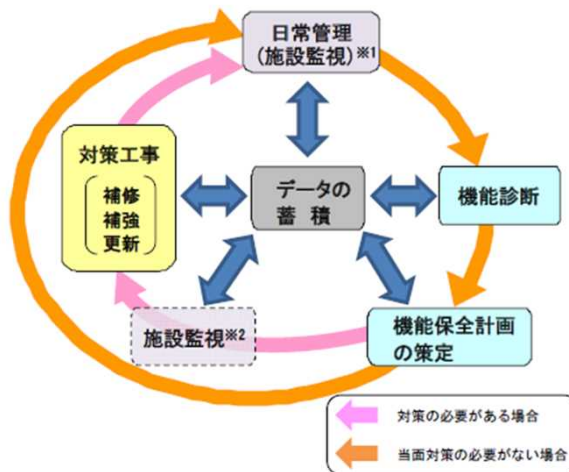 日常管理
(施設監視)※1
対策工事
補修
補強
更新
データの
蓄 積
機能診断
施設監視※2
機能保全計画
の策定
対策の必要がある場合
当面対策の必要がない場合